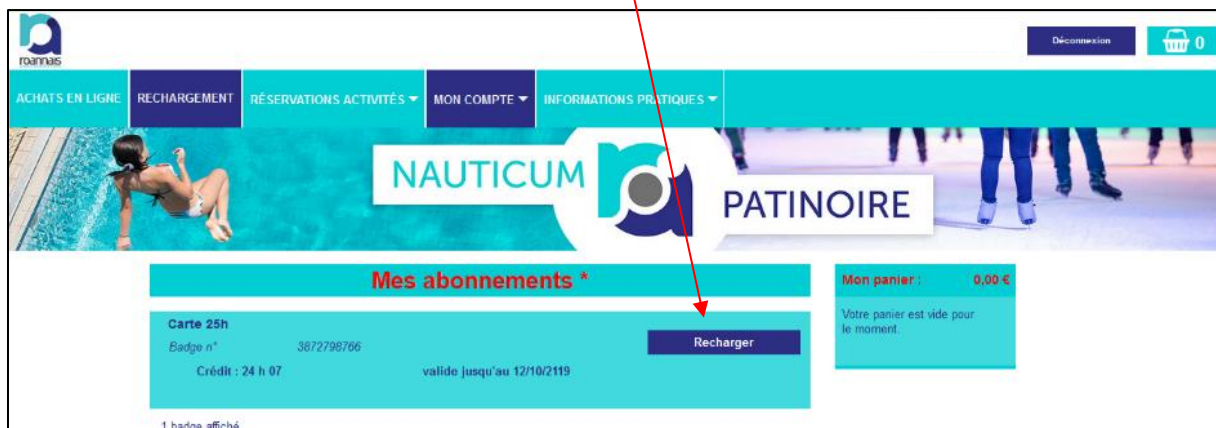 roannais
Déconnexion
0
ACHATS EN LIGNE RECHARGEMENT RÉSERVATIONS ACTIVITÉS MON COMPTE INFORMATIONS PRATIQUES
NAUTICUM
PATINOIRE
Mes abonnements *
Carte 25h
Badge n° 3872798766
Recharger
Crédit : 24 h 07 valide jusqu'au 12/10/2119
1 badge affiché
Mon panier : 0,00 €
Votre panier est vide pour
le moment.